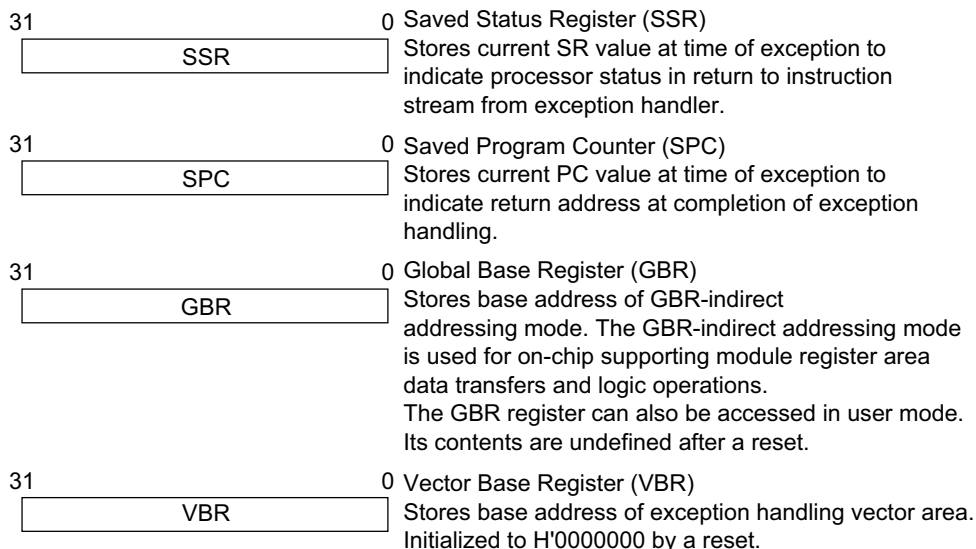 31 0 Saved Status Register (SSR)
SSR Stores current SR value at time of exception to
indicate processor status in return to instruction
stream from exception handler.
31 0 Saved Program Counter (SPC)
SPC Stores current PC value at time of exception to
indicate return address at completion of exception
handling.
31 0 Global Base Register (GBR)
GBR Stores base address of GBR-indirect
addressing mode. The GBR-indirect addressing mode
is used for on-chip supporting module register area
data transfers and logic operations.
The GBR register can also be accessed in user mode.
Its contents are undefined after a reset.
31 0 Vector Base Register (VBR)
VBR Stores base address of exception handling vector area.
Initialized to H'0000000 by a reset.